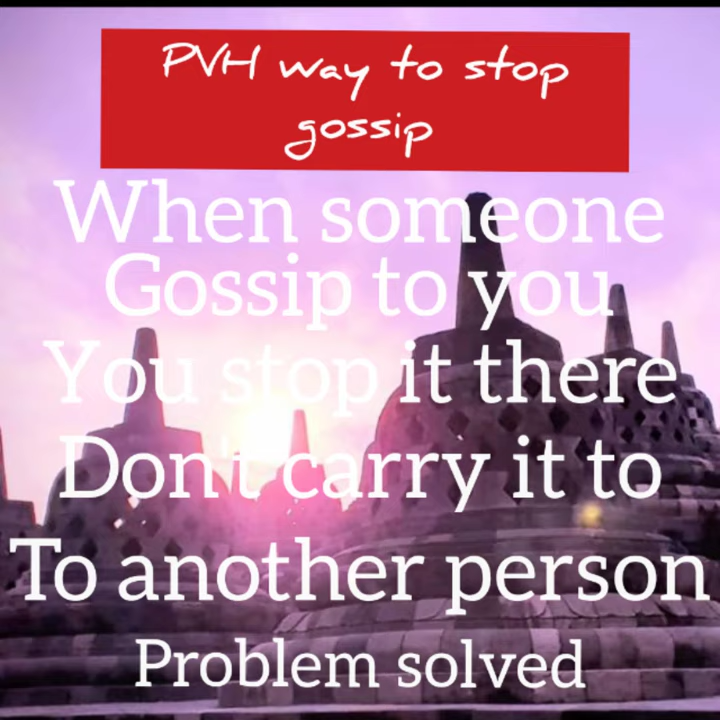 PVH way to stop
gossip
When someone
Gossip to you
You stop it there
Don't carry it to
To another person
Problem solved